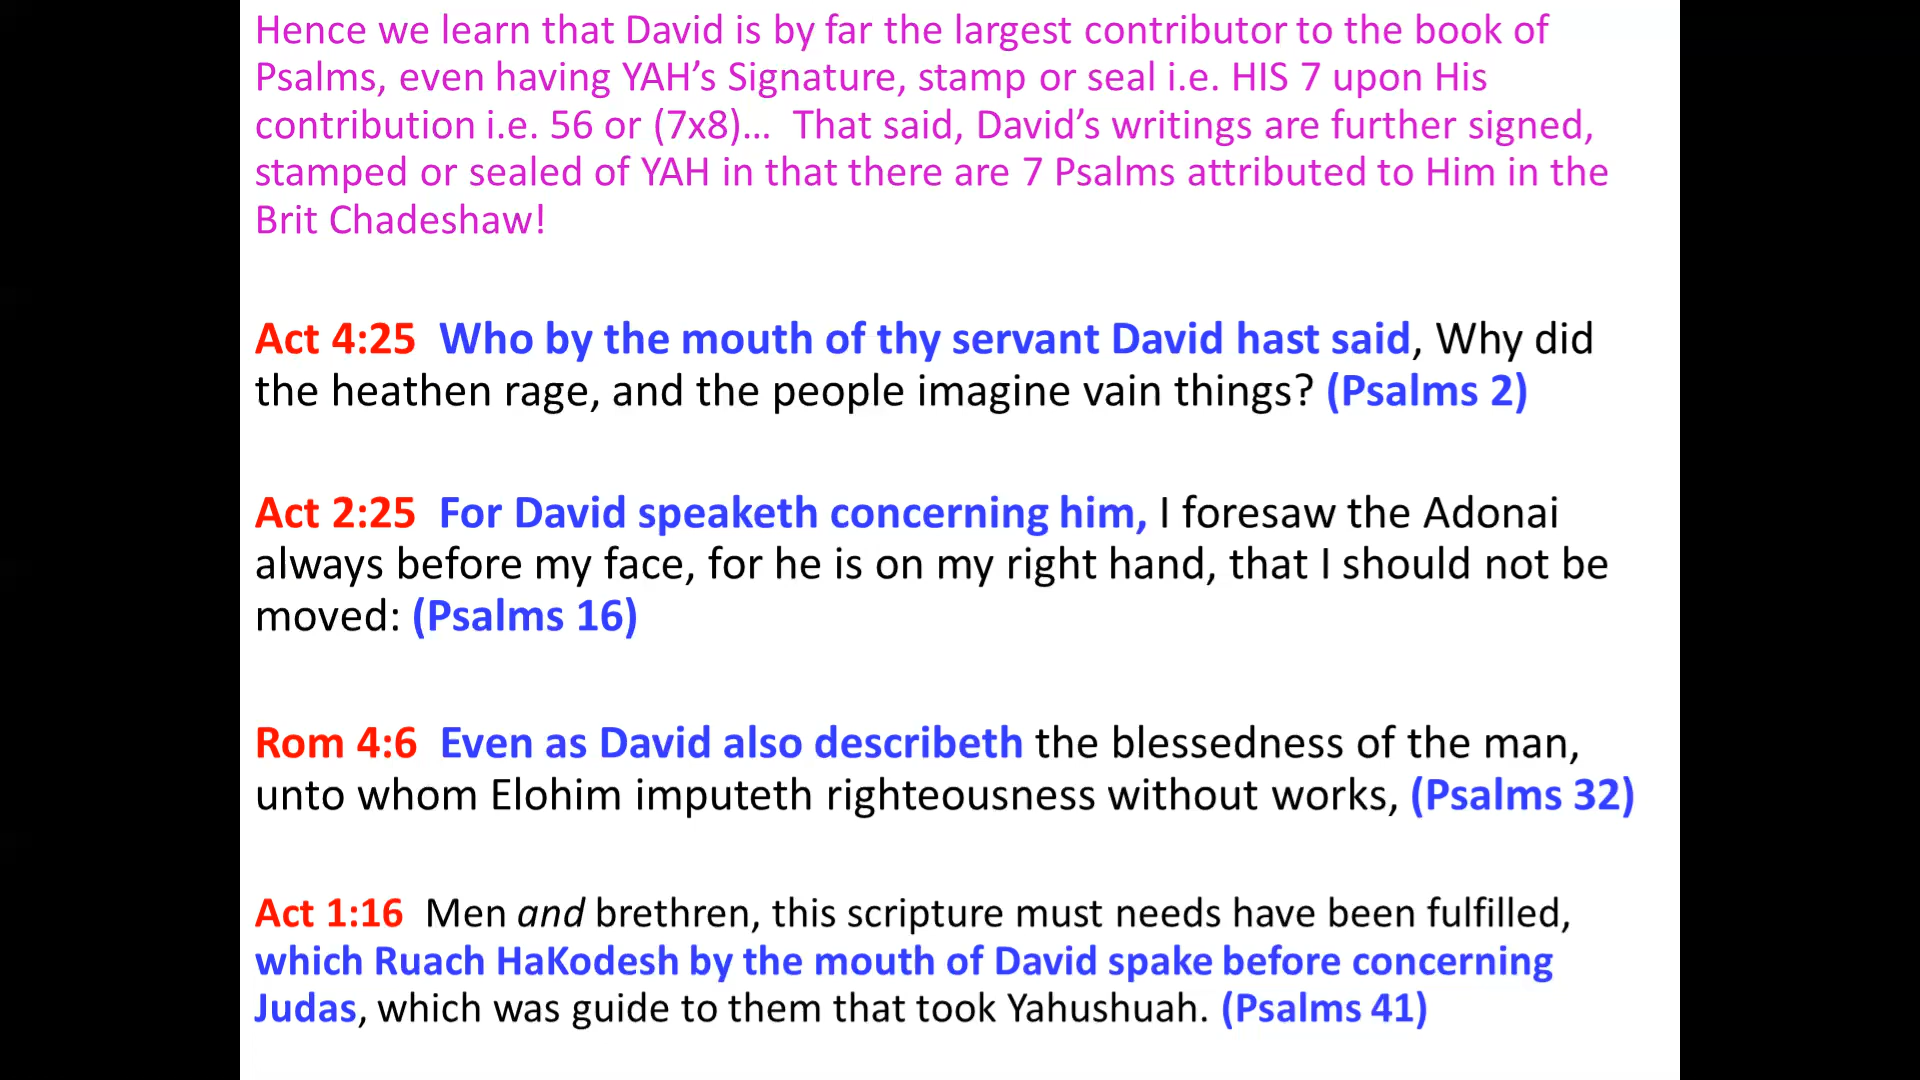 Hence we learn that David is by far the largest contributor to the book of
Psalms, even having YAH’s Signature, stamp or seal i.e. HIS 7 upon His
contribution i.e. 56 or (7x8)…  That said, David’s writings are further signed,
stamped or sealed of YAH in that there are 7 Psalms attributed to Him in the
Brit Chadeshaw!
Act 4:25  Who by the mouth of thy servant David hast said, Why did
the heathen rage, and the people imagine vain things? (Psalms 2)
Act 2:25  For David speaketh concerning him, I foresaw the Adonai
always before my face, for he is on my right hand, that I should not be
moved: (Psalms 16)
Rom 4:6  Even as David also describeth the blessedness of the man,
unto whom Elohim imputeth righteousness without works, (Psalms 32)
Act 1:16  Men and brethren, this scripture must needs have been fulfilled,
which Ruach HaKodesh by the mouth of David spake before concerning
Judas, which was guide to them that took Yahushuah. (Psalms 41)